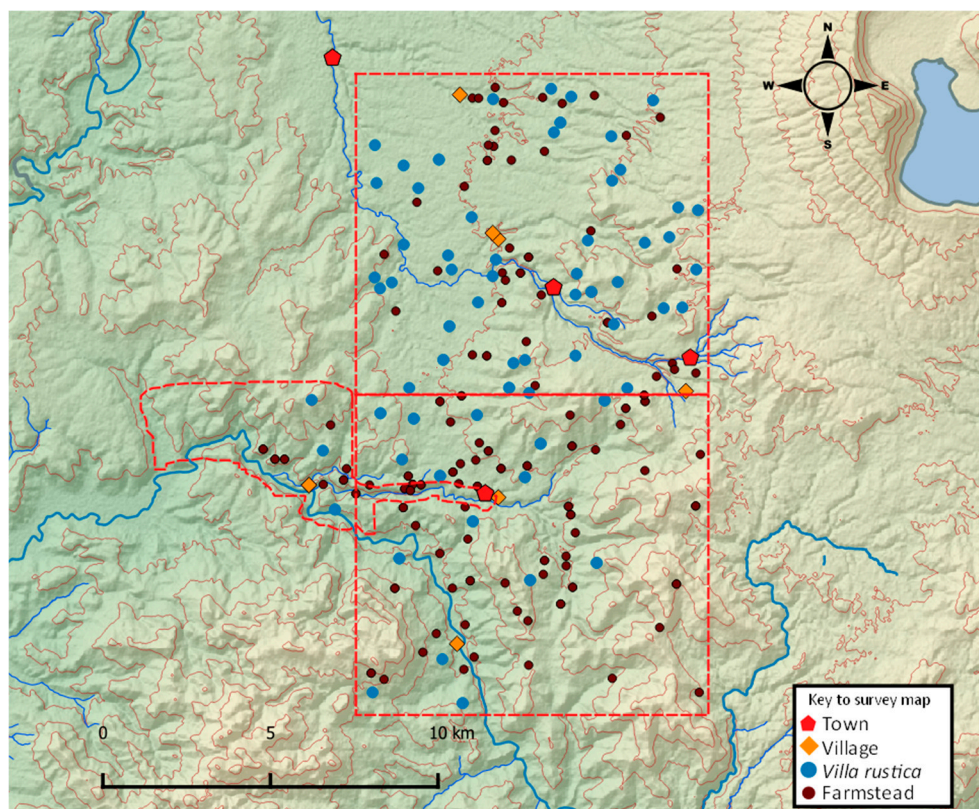 N
W E
S
0 5 10 km
Key to survey map
Town
Village
Villa rustica
Farmstead